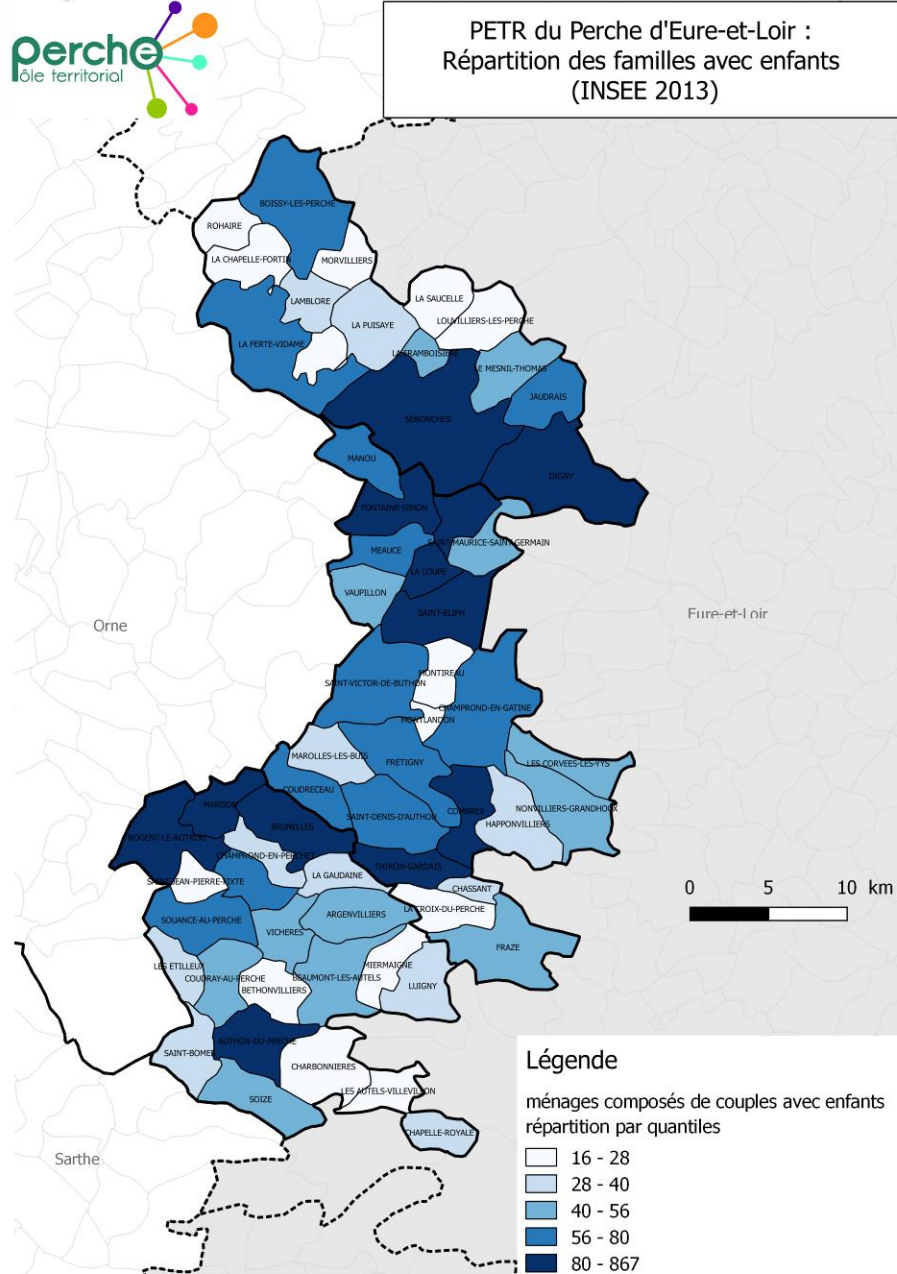 perche
pôle territorial
PETR du Perche d'Eure-et-Loir :
Répartition des familles avec enfants
(INSEE 2013)
BOISSY-LES-PERCHE
ROHAIRE
LA CHAPELLE-FORTIN
MORVILLIERS
LAMBLORE
LA SAUCELLE
LA PUISAYE
LOUVILLIERS-LES-PERCHE
LA FERTE-VIDAME
LA FRAMBOISIERE
LE MESNIL-THOMAS
JAUDRAIS
SENONCHES
MANOU
DIGNY
FONTAINE-SIMON
SAINT-MAURICE-SAINT-GERMAIN
MEAUCE
LA LOUPE
VAUPILLON
SAINT-ELIPH
Orne
Eure-et-Loir
MONTIREAU
SAINT-VICTOR-DE-BUTHON
CHAMPROND-EN-GATINE
MONTLANDON
MAROLLES-LES-BUIS
FRETIGNY
LES CORVEES-LES-YYS
COUDRECEAU
MARGON
COMBRES
NONVILLIERS-GRANDHOUX
SAINT-DENIS-D'AUTHON
HAPPONVILLIERS
BRUNELLES
NOGENT-LE-ROTROU
CHAMPROND-EN-PERCHET
THIRON-GARDAIS
LA GAUDAINE
SAINT-JEAN-PIERRE-FIXTE
CHASSANT
0 5 10 km
LA CROIX-DU-PERCHE
ARGENVILLIERS
SOUANCE-AU-PERCHE
VICHERES
FRAZE
MIERMAIGNE
LES ETILLEUX
COUDRAY-AU-PERCHE
BEAUMONT-LES-AUTELS
LUIGNY
BETHONVILLIERS
AUTHON-DU-PERCHE
SAINT-BOMER
CHARBONNIERES
LES AUTELS-VILLEVILLON
SOIZE
CHAPELLE-ROYALE
Sarthe
Légende
ménages composés de couples avec enfants
répartition par quantiles
16 - 28
28 - 40
40 - 56
56 - 80
80 - 867